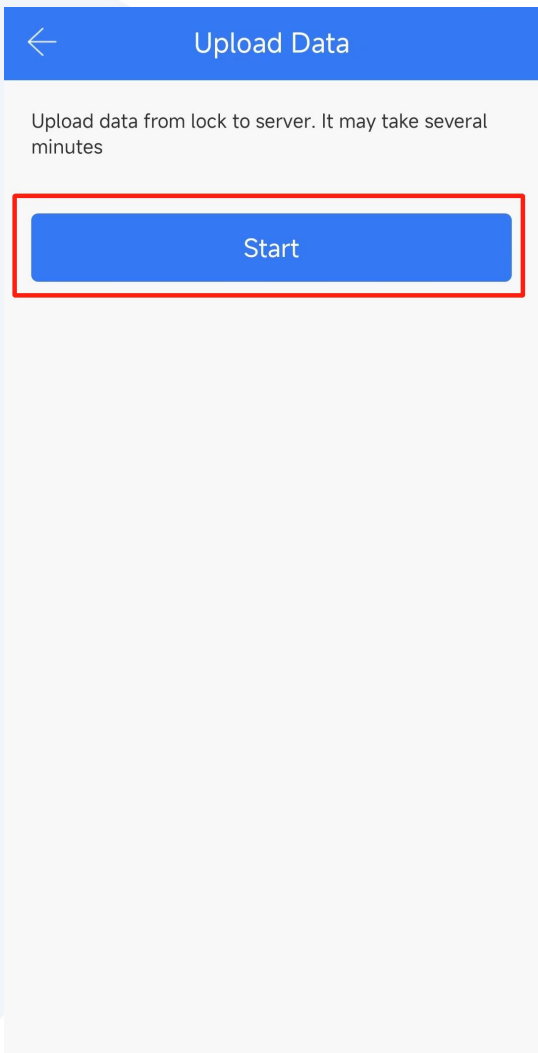 Upload Data
Upload data from lock to server. It may take several
minutes
Start